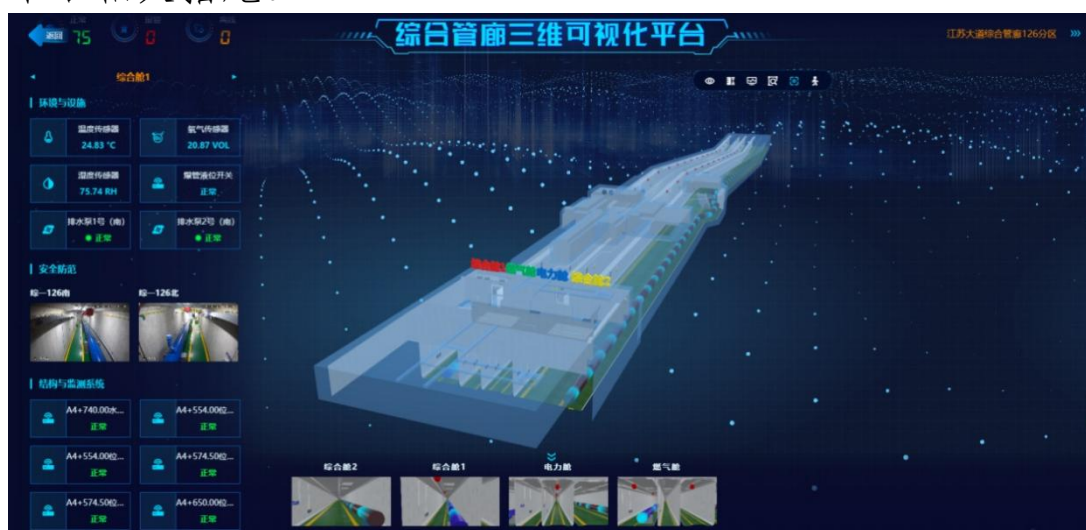 正常
离线
返回
75
0
0
综合管廊三维可视化平台
江苏大道综合管廊126分区
综合舱1
环境与设施
温度传感器
24.83 °C
氧气传感器
20.87 VOL
湿度传感器
75.74 RH
爆管液位开关
正常
排水泵1号（南）
正常
排水泵2号（南）
正常
综合舱1燃气舱电力舱 综合舱2
安全防范
综—126南
综—126北
结构与监测系统
A4+740.00水...
正常
A4+554.00位...
正常
A4+554.00位...
正常
A4+574.50位...
正常
A4+574.50位...
正常
A4+650.00位...
正常
综合舱2
综合舱1
电力舱
燃气舱